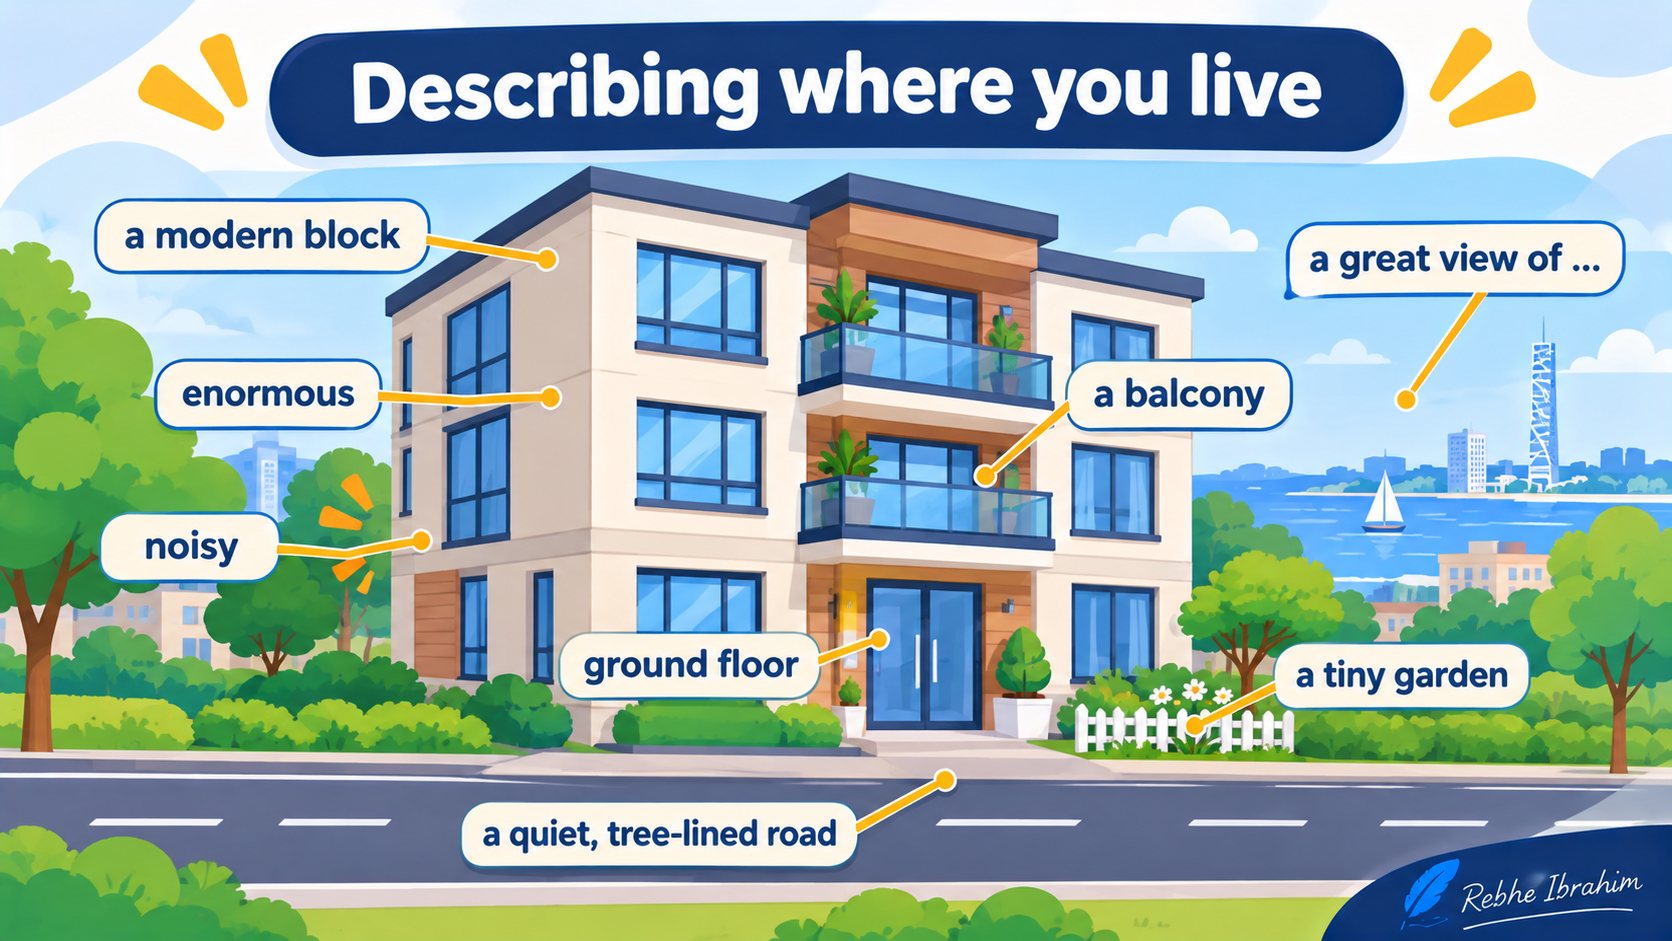 Describing where you live
a modern block
a great view of ...
enormous
a balcony
noisy
ground floor
a tiny garden
a quiet, tree-lined road
Rebhe Ibrahim